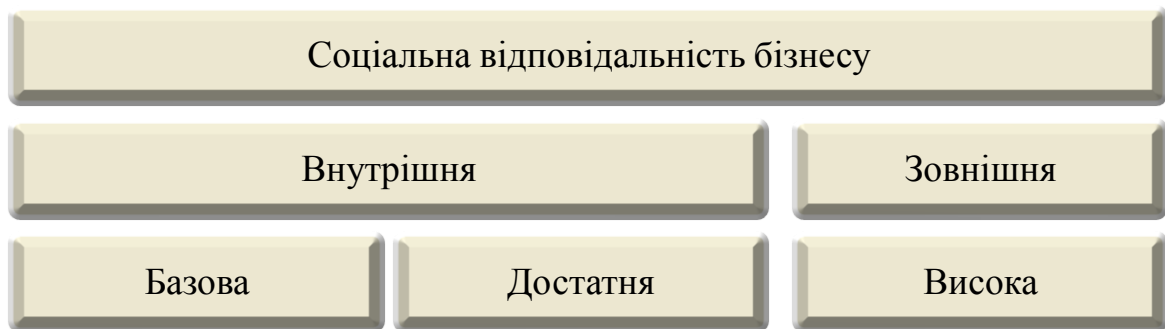 Соціальна відповідальність бізнесу
Внутрішня Зовнішня
Базова Достатня Висока